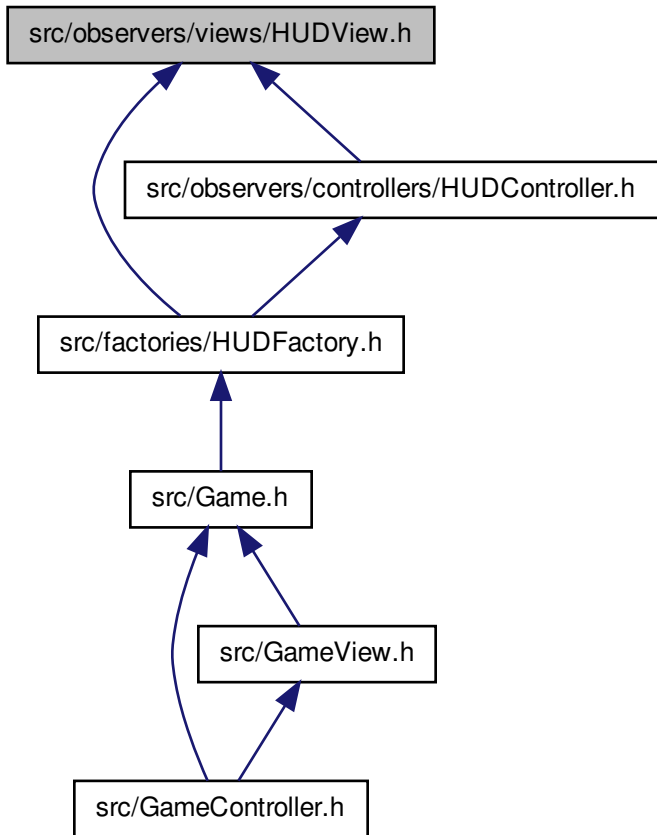 src/observers/views/HUDView.h
src/observers/controllers/HUDController.h
src/factories/HUDFactory.h
src/Game.h
src/GameView.h
src/GameController.h